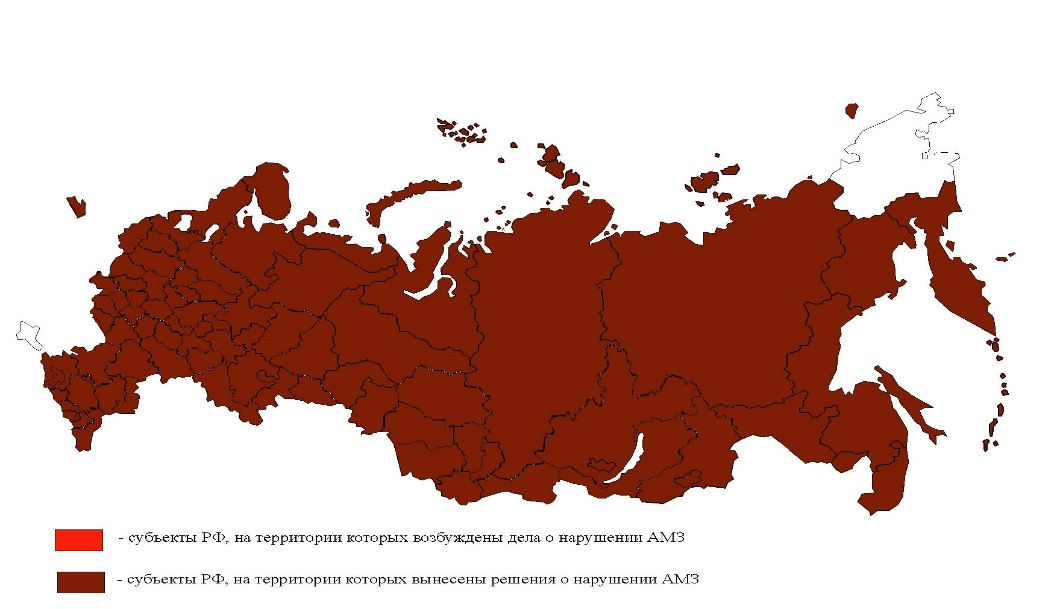 - субъекты РФ, на территории которых возбуждены дела о нарушении АМЗ
- субъекты РФ, на территории которых вынесены решения о нарушении АМЗ